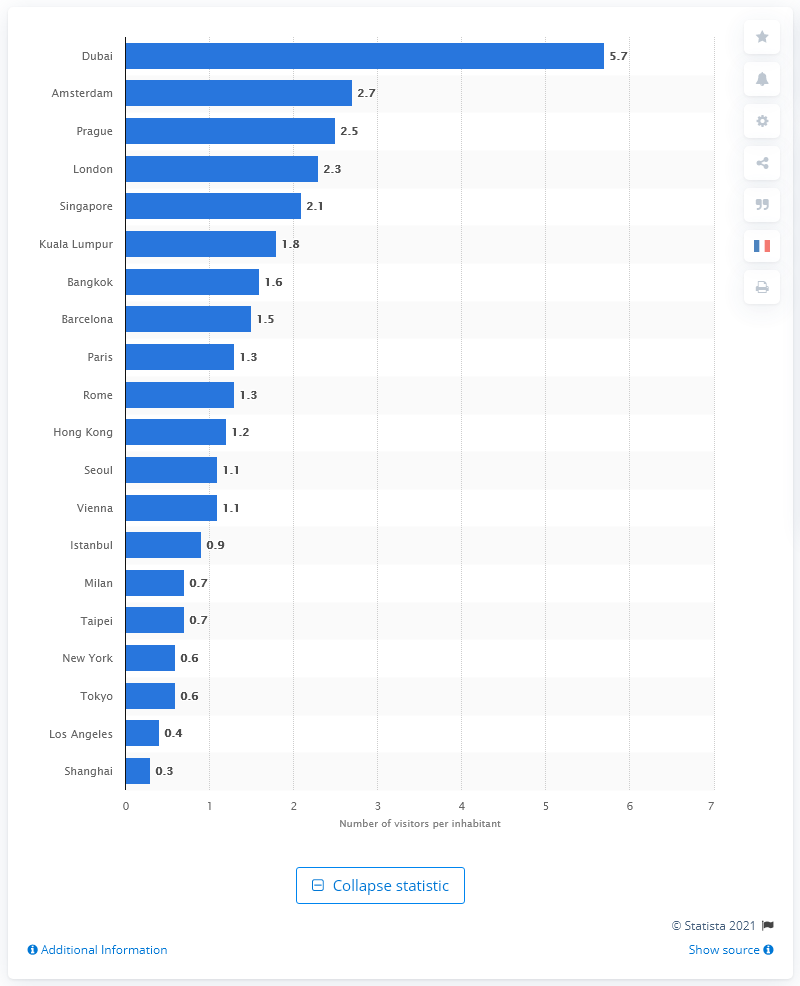 Dubai 5.7
Amsterdam 2.7
Prague 2.5
London 2.3
Singapore 2.1
Kuala Lumpur 1.8
Bangkok 1.6
Barcelona 1.5
Paris 1.3
Rome 1.3
Hong Kong 1.2
Seoul 1.1
Vienna 1.1
Istanbul 0.9
Milan 0.7
Taipei 0.7
New York 0.6
Tokyo 0.6
Los Angeles 0.4
Shanghai 0.3
0 1 2 3 4 5 6 7
Number of visitors per inhabitant
Collapse statistic
© Statista 2021
Additional Information Show source